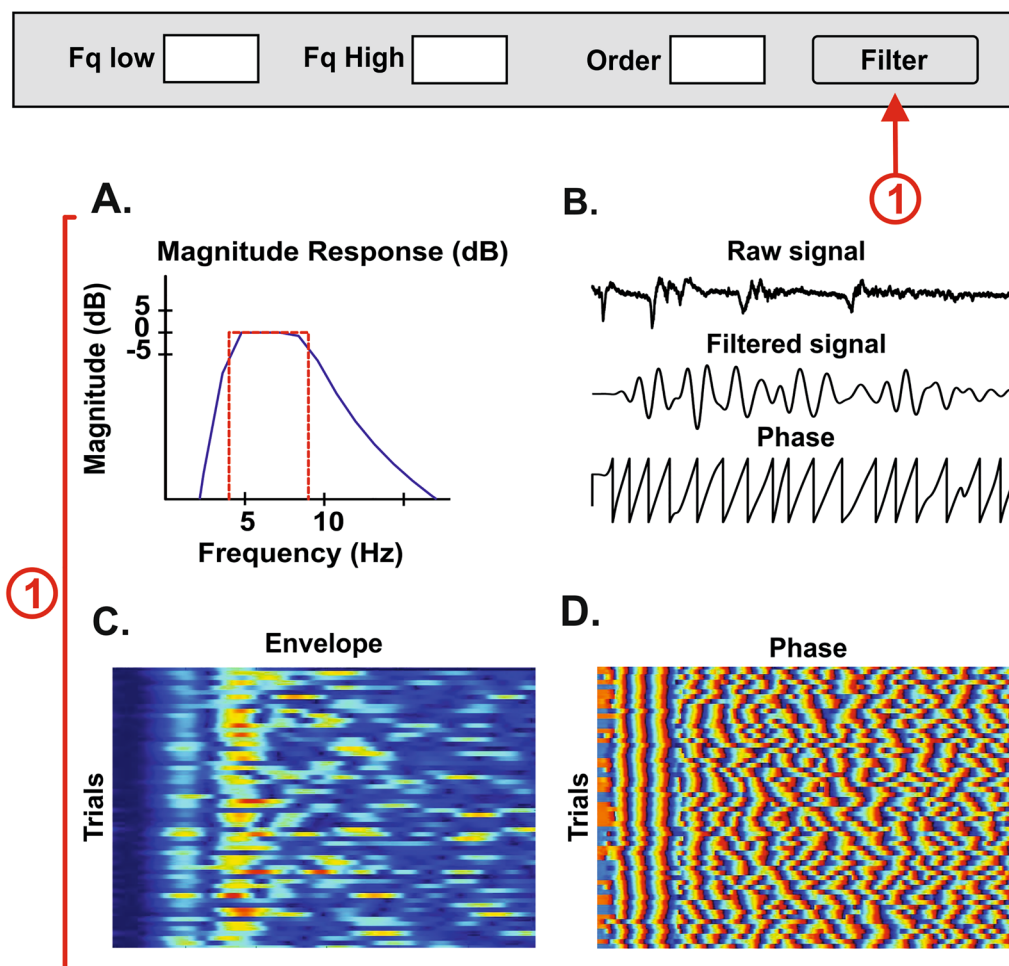 Fq low
Fq High
Order
Filter
1
A.
Magnitude Response (dB)
Magnitude (dB)
5
0
-5
5
10
Frequency (Hz)
B.
Raw signal
Filtered signal
Phase
1
C.
Envelope
Trials
D.
Phase
Trials